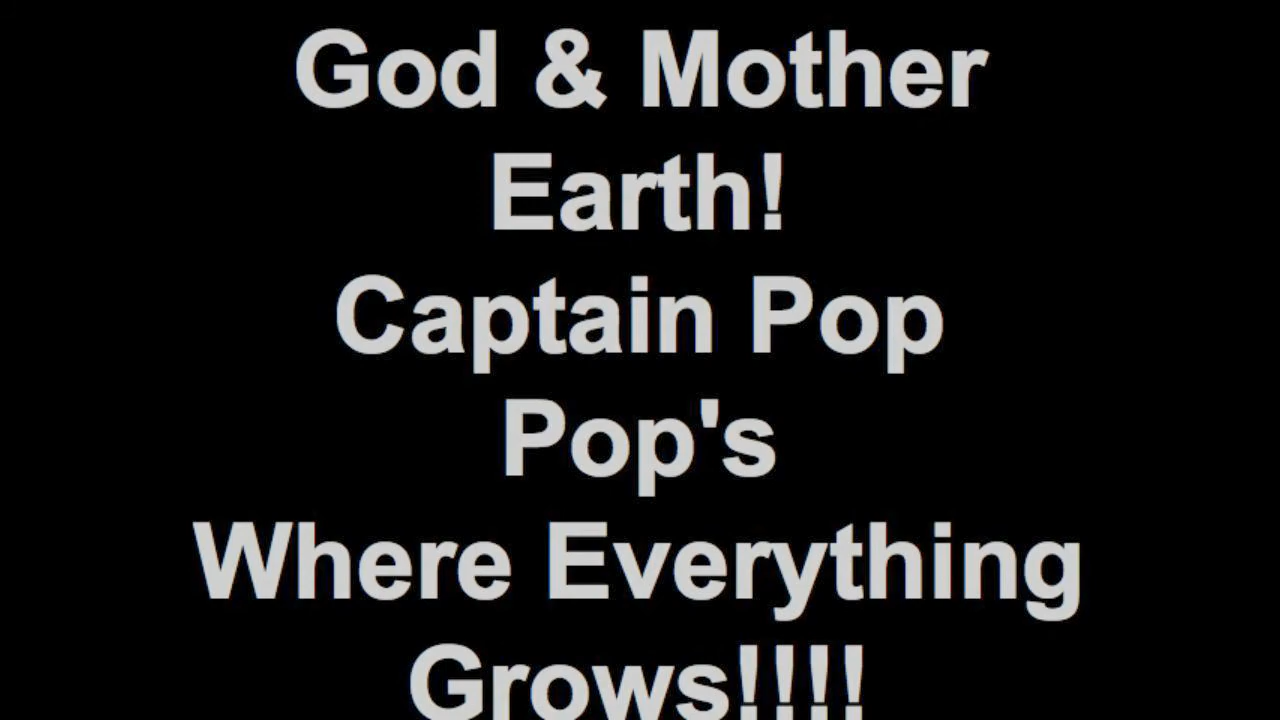 God & Mother
Earth!
Captain Pop
Pop's
Where Everything
Grows!!!!